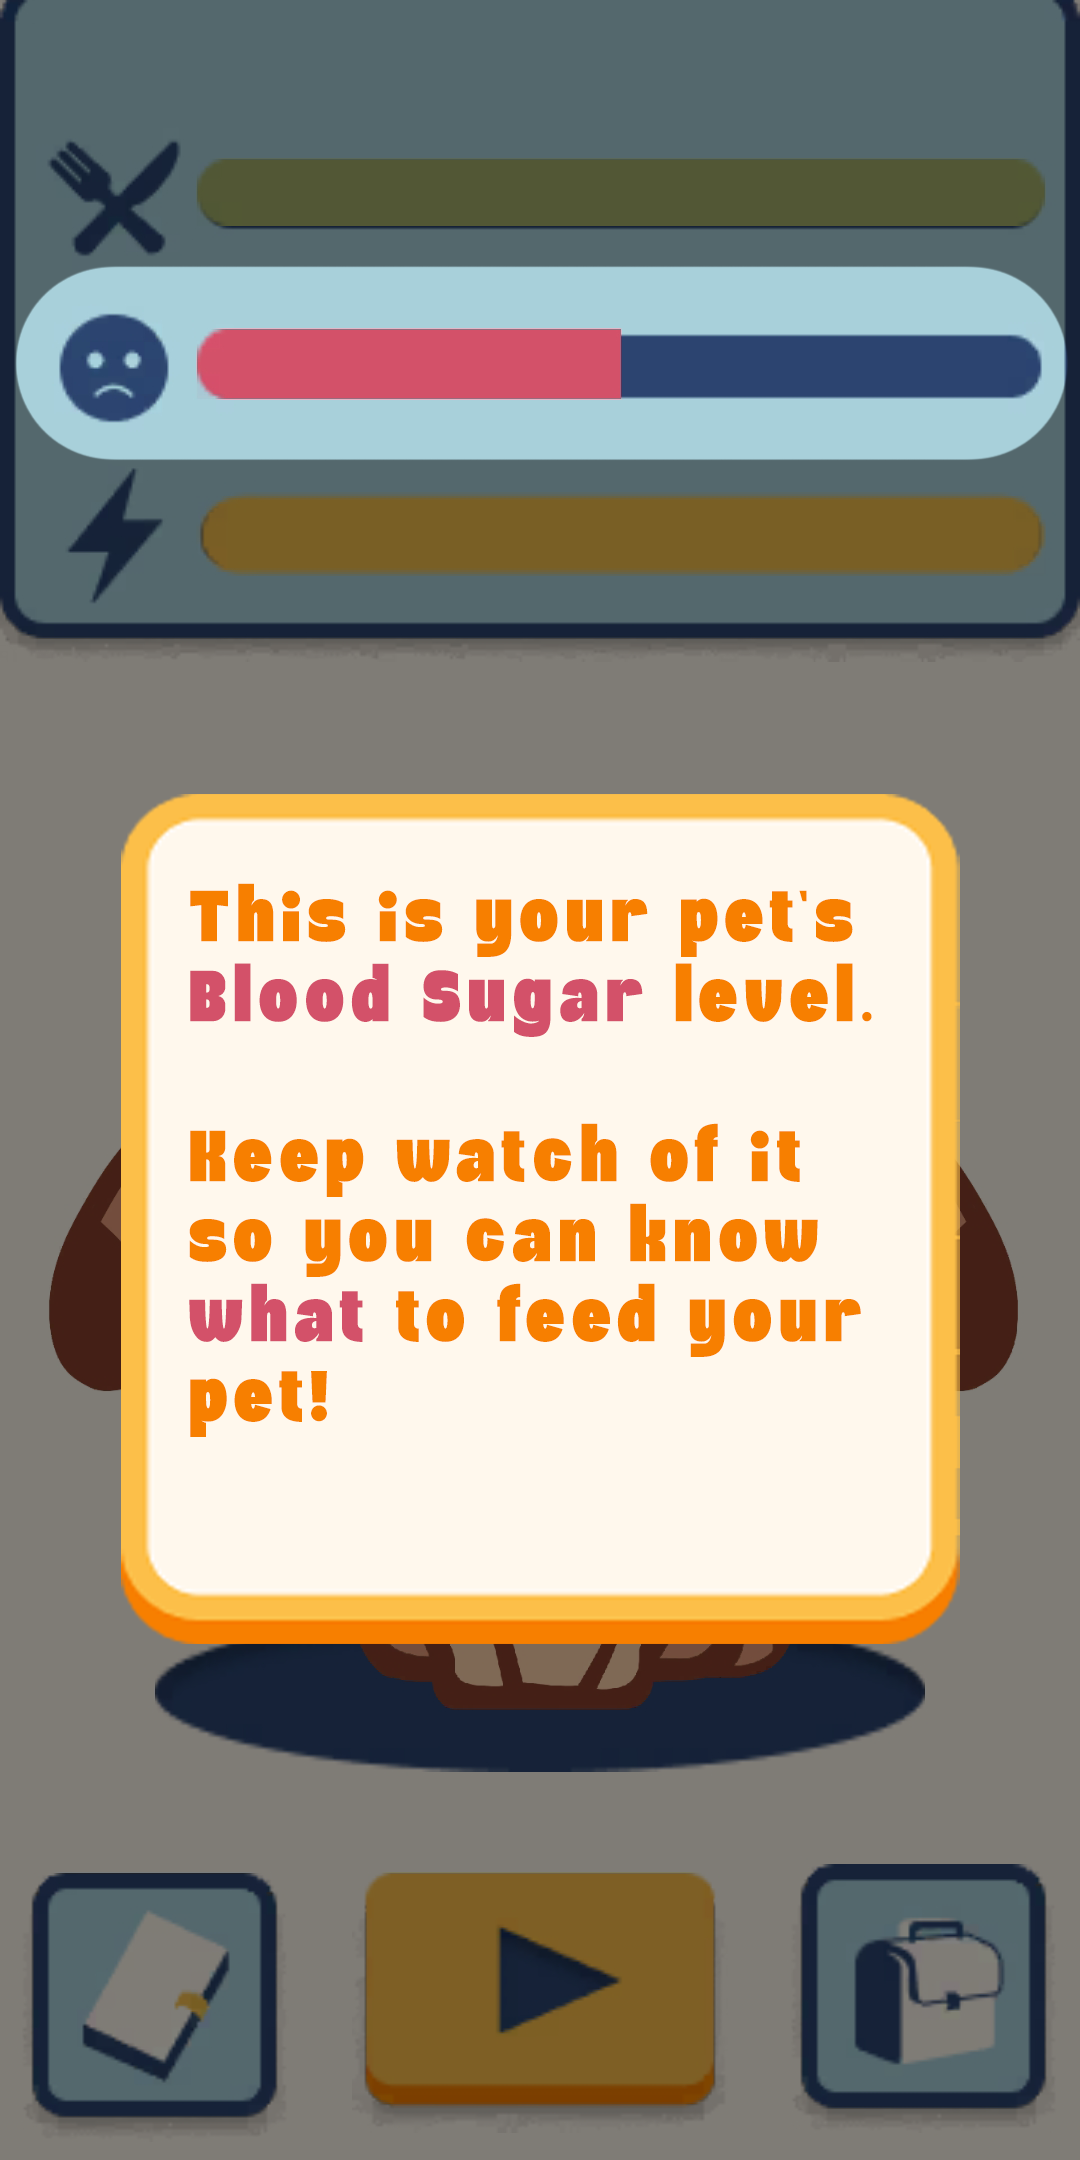 This is your pet's
Blood Sugar level.
Keep watch of it
so you can know
what to feed your
pet!